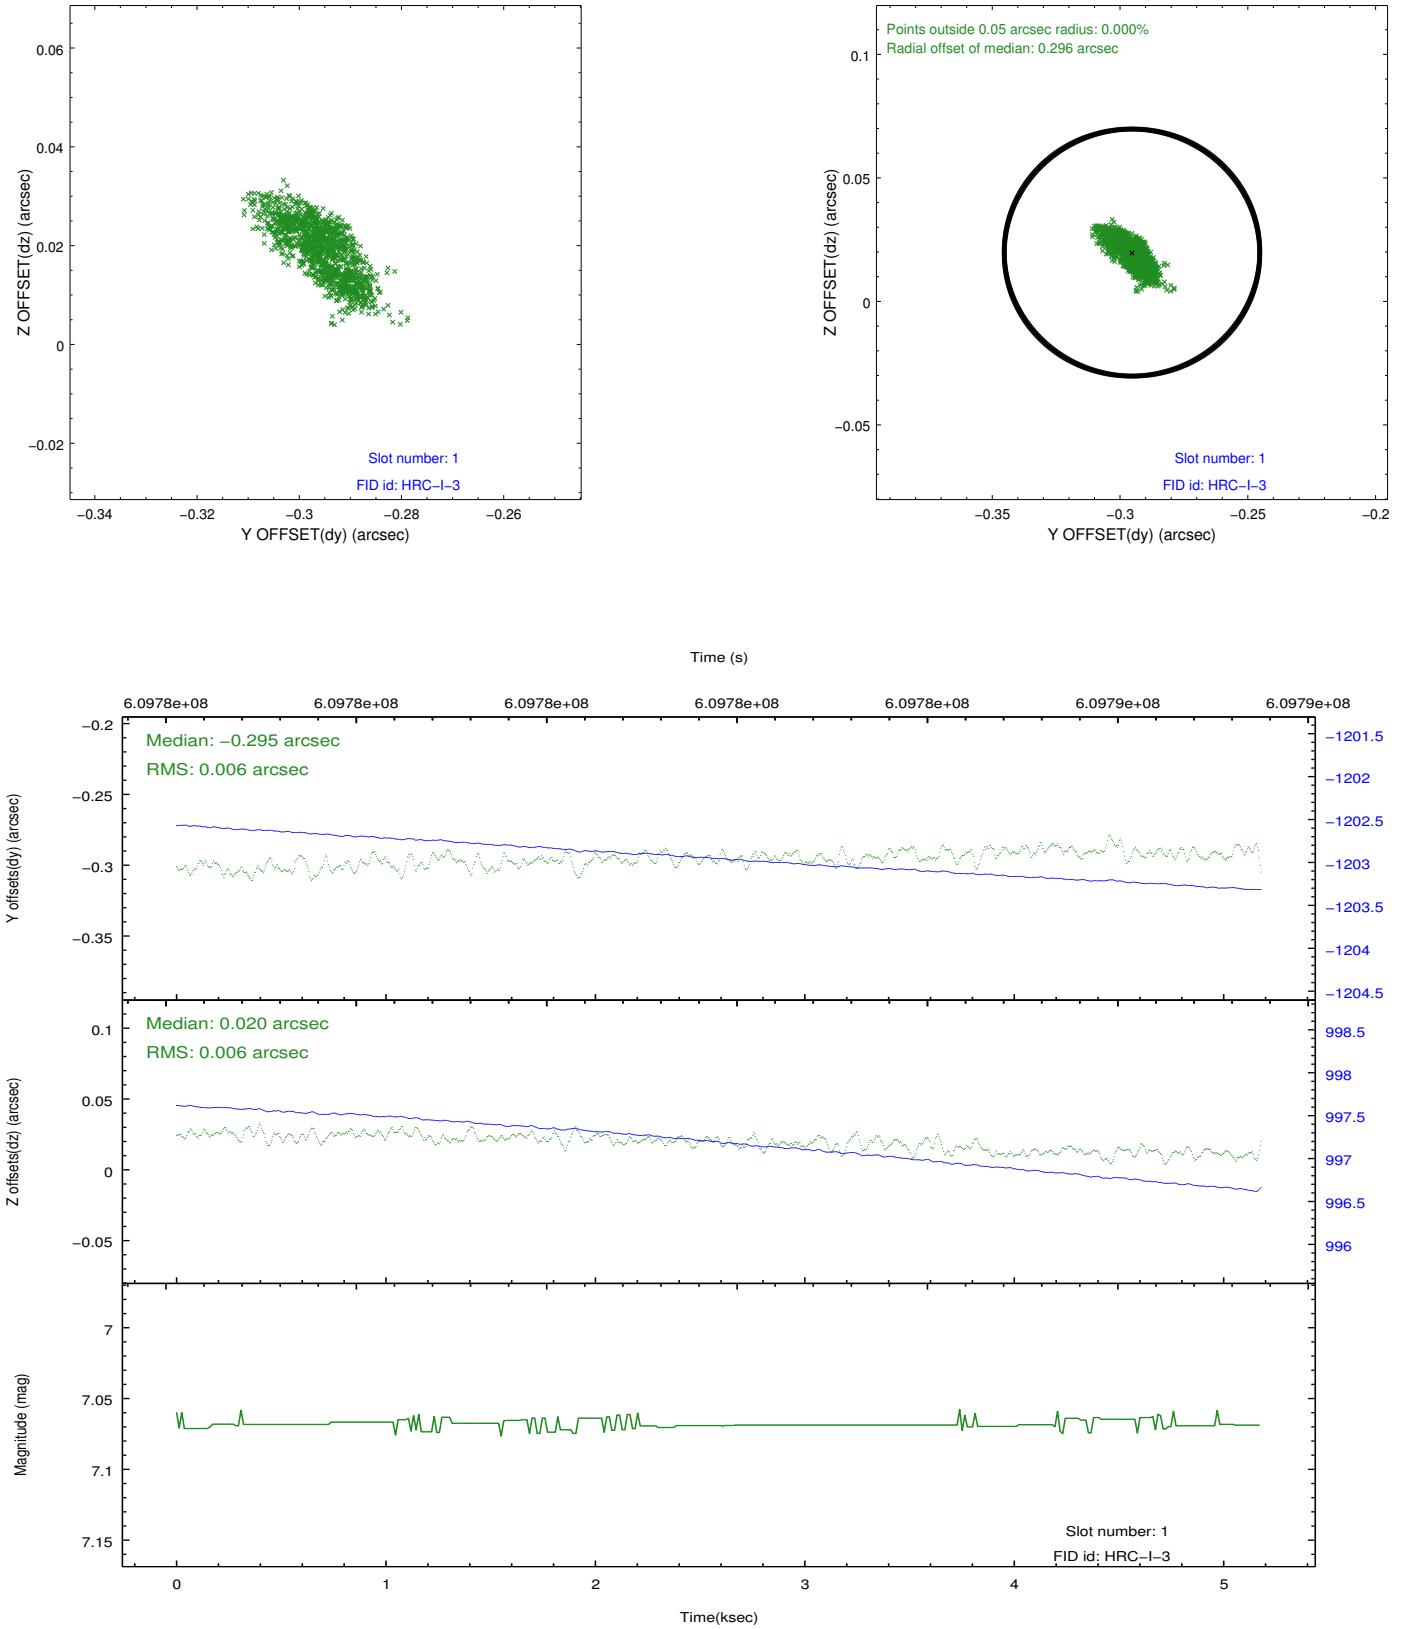 0.06
0.04
0.02
0
−0.02
Z OFFSET(dz) (arcsec)
Slot number: 1
FID id: HRC−I−3
−0.34
−0.32
−0.3
−0.28
−0.26
Y OFFSET(dy) (arcsec)
Points outside 0.05 arcsec radius: 0.000%
Radial offset of median: 0.296 arcsec
0.1
0.05
0
−0.05
Z OFFSET(dz) (arcsec)
Slot number: 1
FID id: HRC−I−3
−0.35
−0.3
−0.25
−0.2
Y OFFSET(dy) (arcsec)
Time (s)
6.0978e+08
6.0978e+08
6.0978e+08
6.0978e+08
6.0978e+08
6.0979e+08
6.0979e+08
Median: −0.295 arcsec
RMS: 0.006 arcsec
−0.2
−0.25
−0.3
−0.35
Y offsets(dy) (arcsec)
−1201.5
−1202
−1202.5
−1203
−1203.5
−1204
−1204.5
Median: 0.020 arcsec
RMS: 0.006 arcsec
0.1
0.05
0
−0.05
Z offsets(dz) (arcsec)
998.5
998
997.5
997
996.5
996
7
7.05
7.1
7.15
Magnitude (mag)
Slot number: 1
FID id: HRC−I−3
0
1
2
3
4
5
Time(ksec)